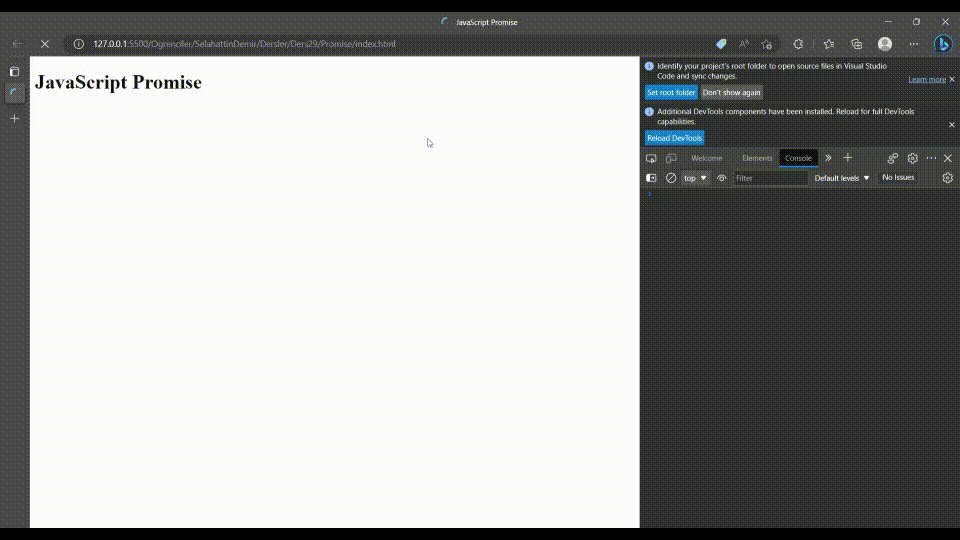 JavaScript Promise
127.0.0.1:5500/Ogrenciler/SelahattinDemir/Dersler/Ders29/Promise/index.html
JavaScript Promise
Identify your project's root folder to open source files in Visual Studio
Code and sync changes.
Learn more
Set root folder Don't show again
Additional DevTools components have been installed. Reload for full DevTools
capabilities.
Reload DevTools
Welcome Elements Console
top Filter Default levels No Issues